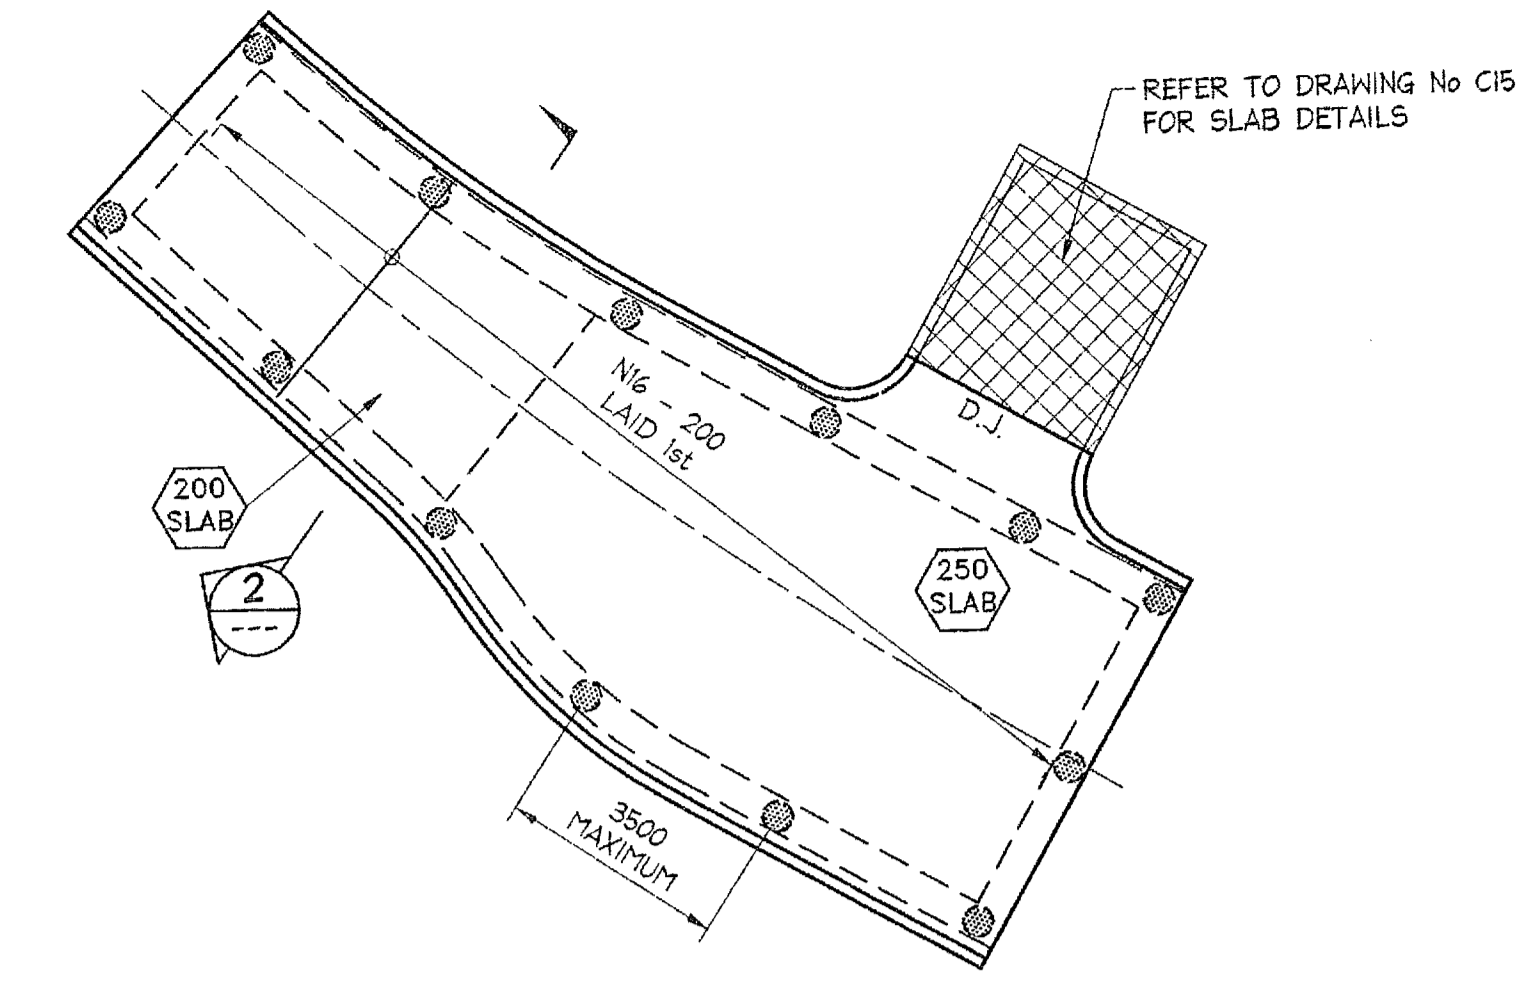 REFER TO DRAWING No C15
FOR SLAB DETAILS
N16 - 200
LAID 1st
D.J.
200
SLAB
2
250
SLAB
3500
MAXIMUM